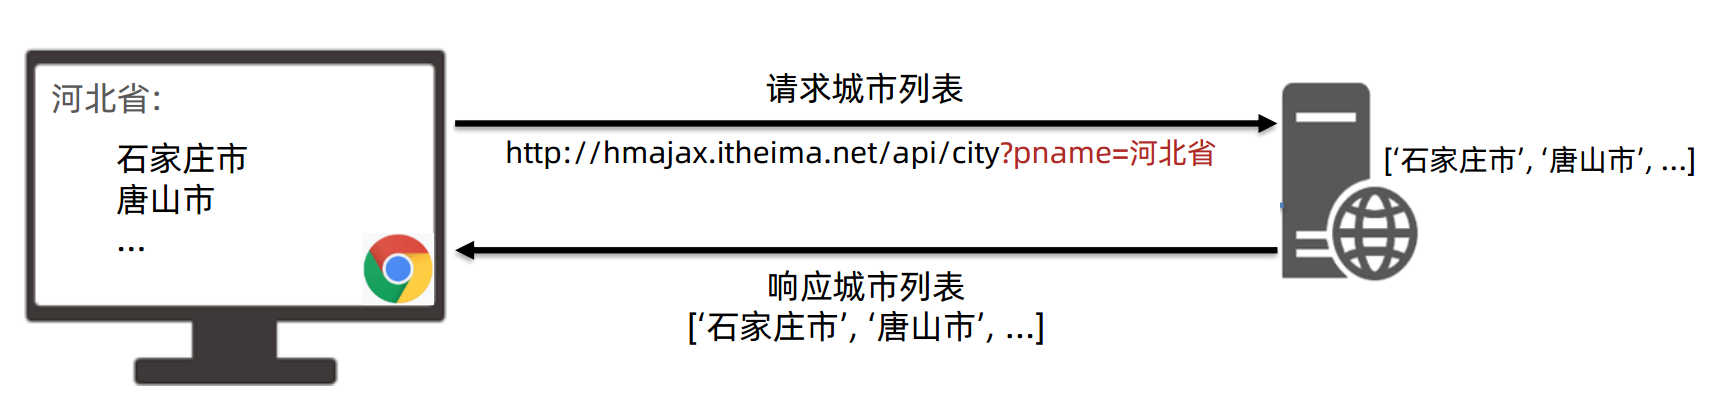 河北省：
石家庄市
唐山市
...
请求城市列表
http://hmajax.itheima.net/api/city?pname=河北省
['石家庄市', '唐山市', ...]
响应城市列表
['石家庄市', '唐山市', ...]